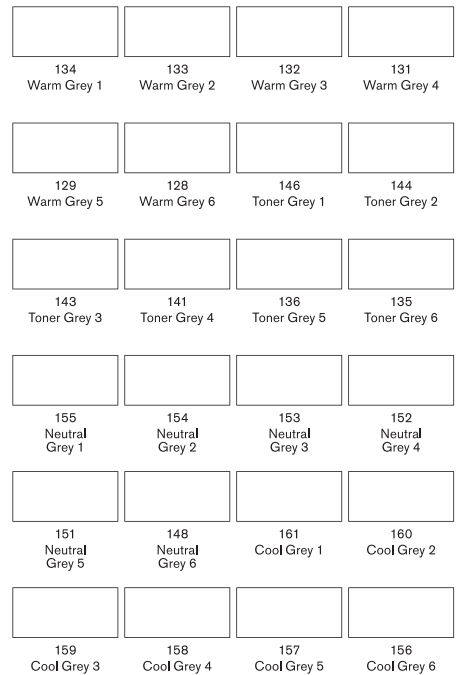 134 133 132 131
Warm Grey 1 Warm Grey 2 Warm Grey 3 Warm Grey 4
129 128 146 144
Warm Grey 5 Warm Grey 6 Toner Grey 1 Toner Grey 2
143 141 136 135
Toner Grey 3 Toner Grey 4 Toner Grey 5 Toner Grey 6
155 154 153 152
Neutral Neutral Neutral Neutral
Grey 1 Grey 2 Grey 3 Grey 4
151 148 161 160
Neutral Neutral Cool Grey 1 Cool Grey 2
Grey 5 Grey 6
159 158 157 156
Cool Grey 3 Cool Grey 4 Cool Grey 5 Cool Grey 6